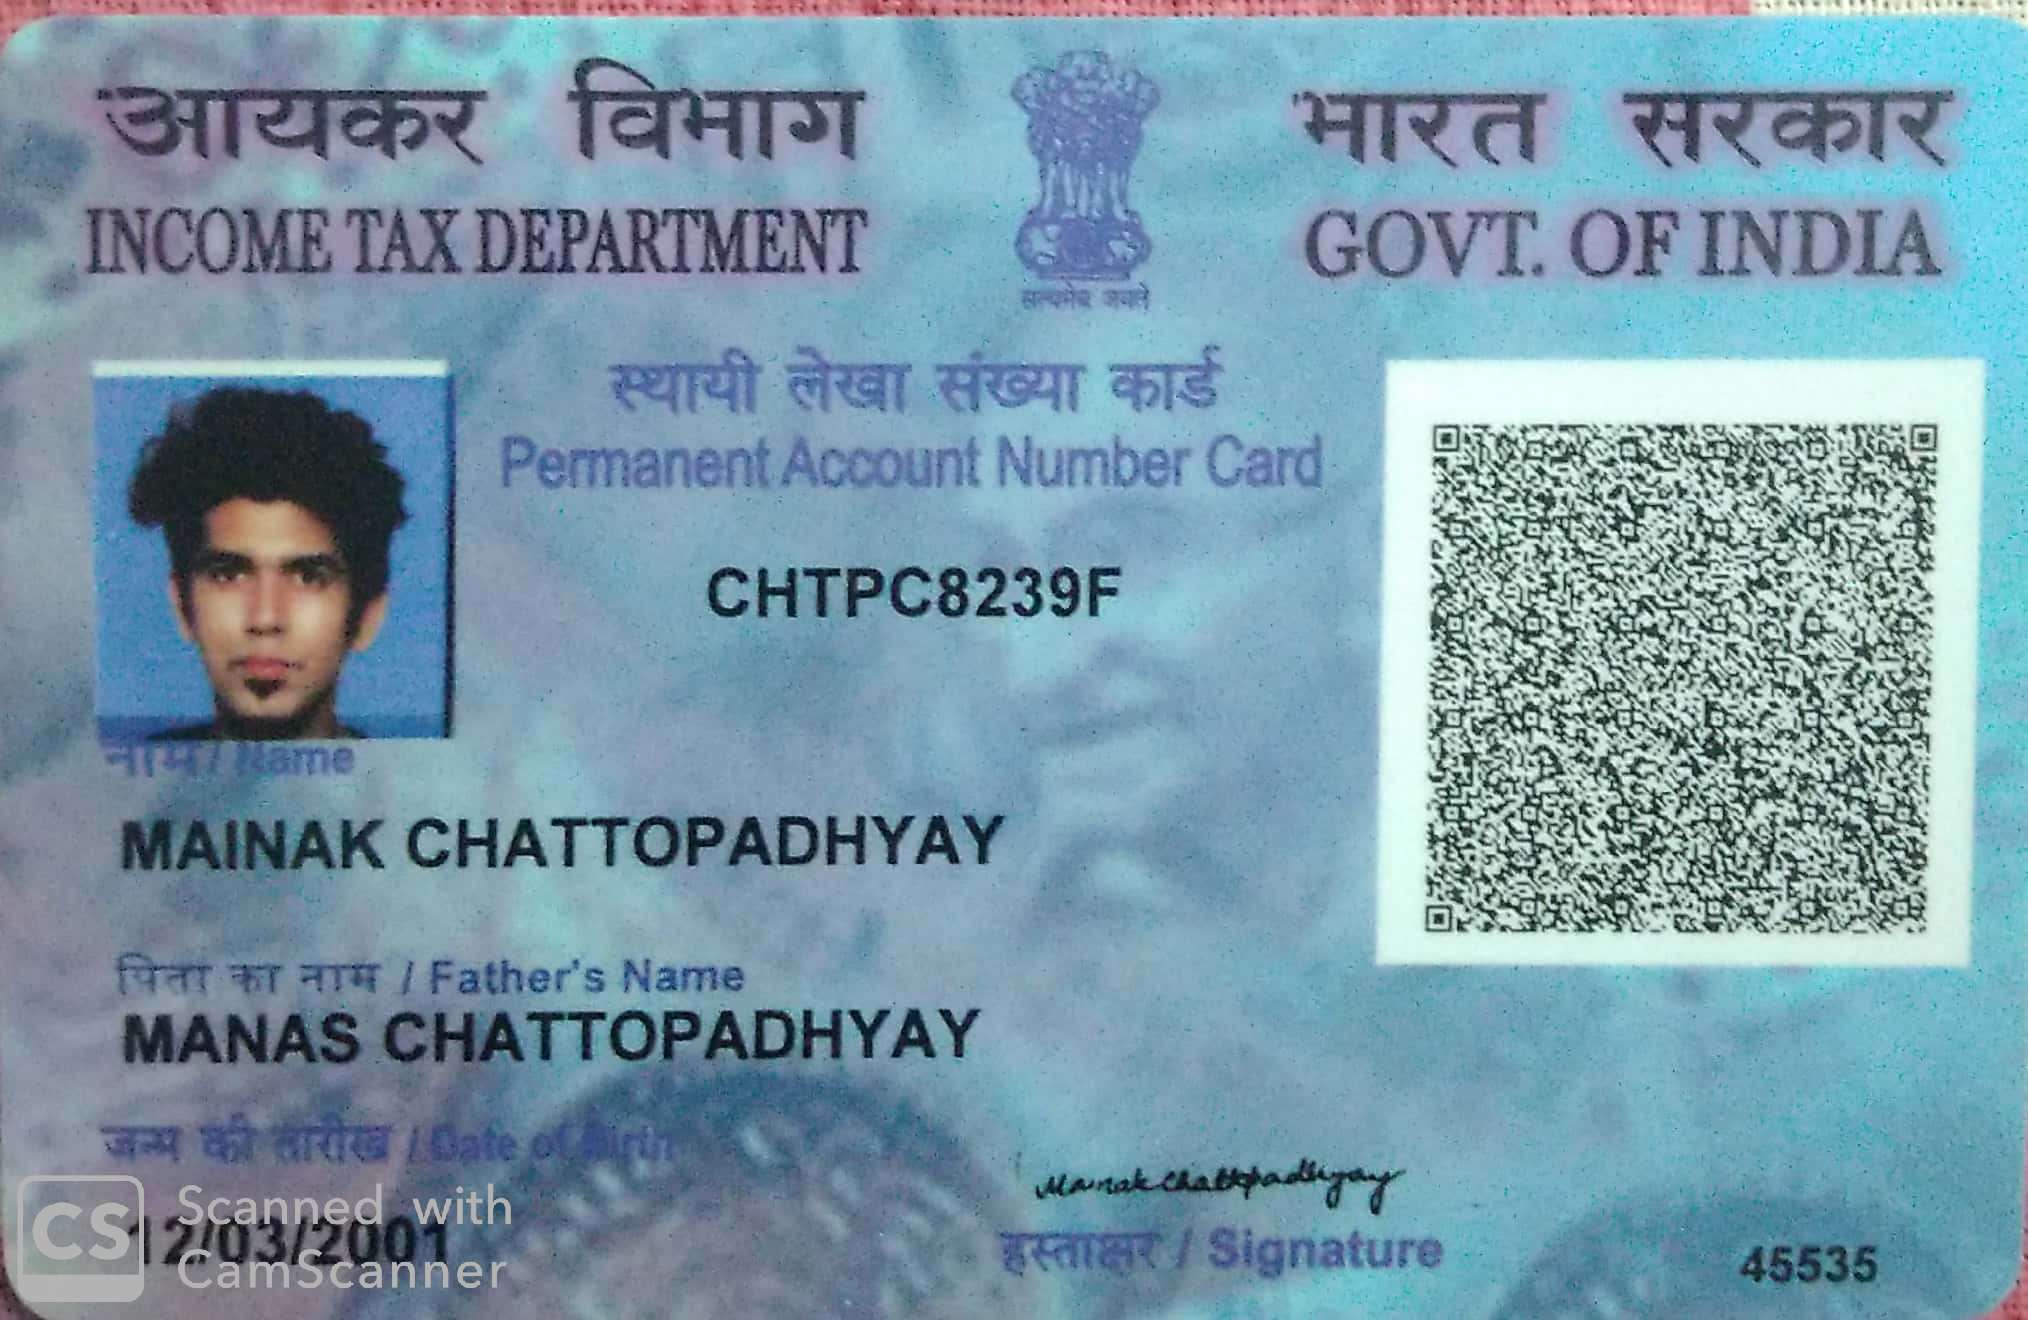 आयकर विभाग
INCOME TAX DEPARTMENT
सत्यमेव जयते
भारत सरकार
GOVT. OF INDIA
स्थायी लेखा संख्या कार्ड
Permanent Account Number Card
CHTPC8239F
नाम / Name
MAINAK CHATTOPADHYAY
पिता का नाम / Father's Name
MANAS CHATTOPADHYAY
जन्म की तारीख / Date of Birth
12/03/2001
Mainak Chattopadhyay
हस्ताक्षर / Signature
45535
CS
Scanned with
CamScanner